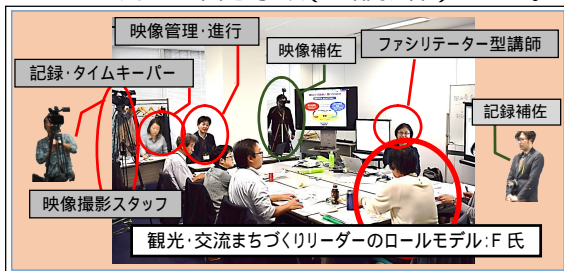 映像管理・進行
映像補佐
ファシリテーター型講師
記録・タイムキーパー
記録補佐
映像撮影スタッフ
観光・交流まちづくりリーダーのロールモデル：F 氏